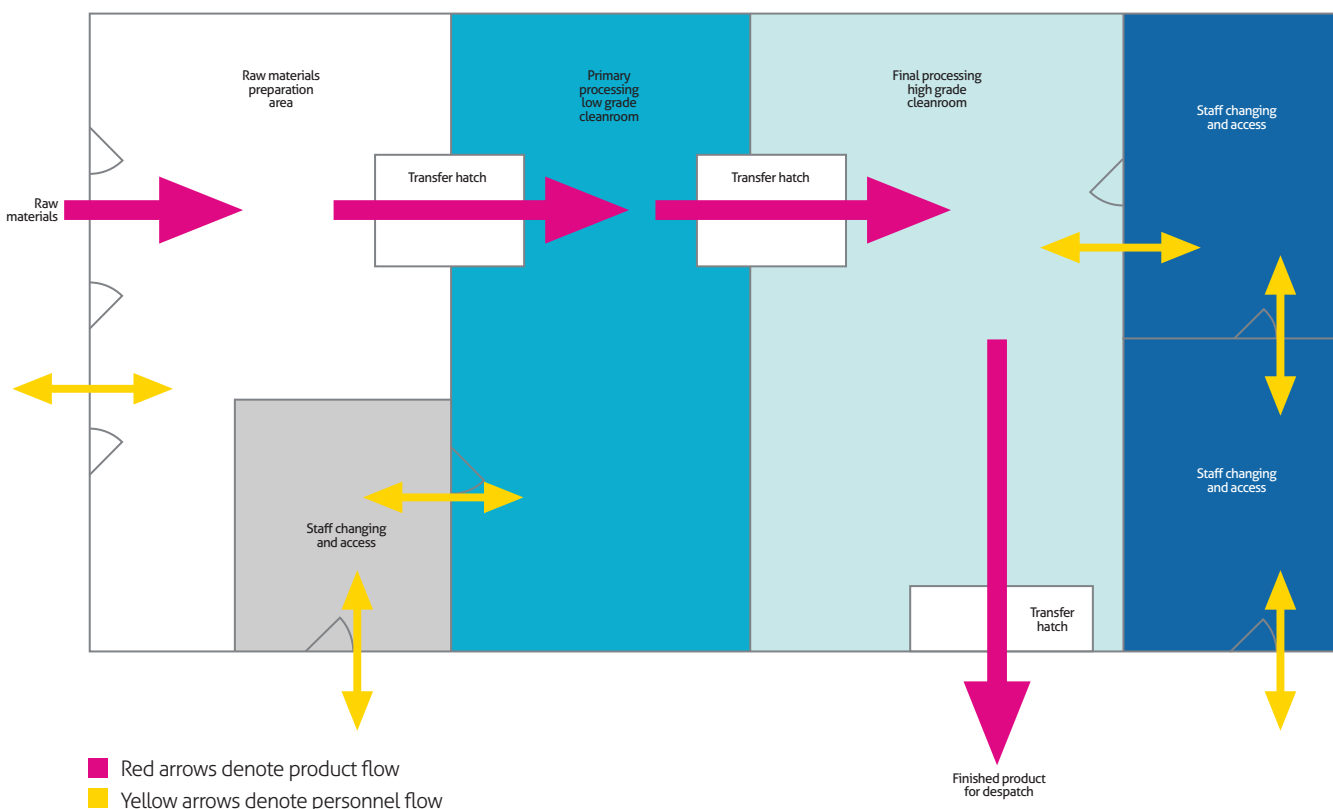 Raw materials
preparation
area
Primary
processing
low grade
cleanroom
Final processing
high grade
cleanroom
Staff changing
and access
Transfer hatch
Transfer hatch
Raw
materials
Staff changing
and access
Staff changing
and access
Transfer
hatch
Red arrows denote product flow
Yellow arrows denote personnel flow
Finished product
for despatch